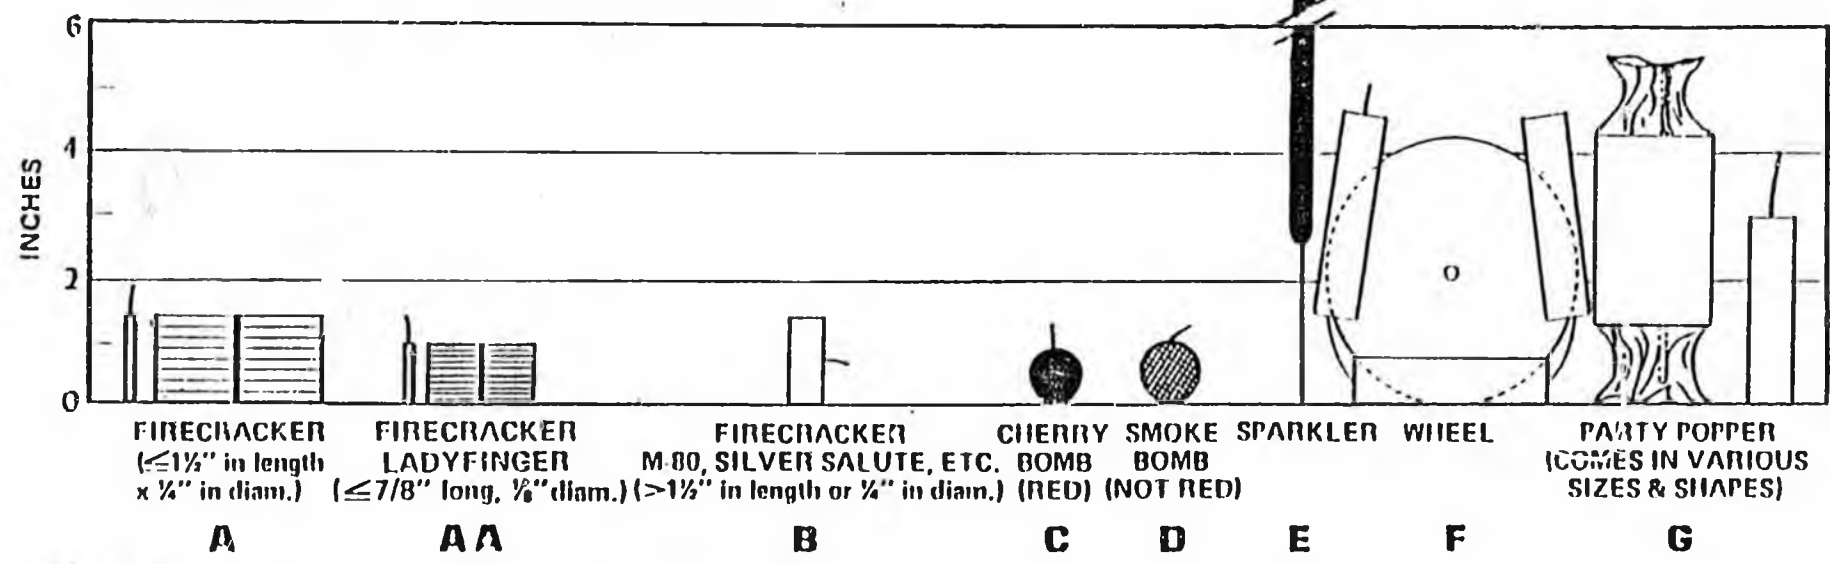 6
4
2
0
INCHES
FIRECRACKER
(≤1½" in length
x ¼" in diam.)
A
FIRECRACKER
LADYFINGER
(≤7/8" long, ⅛" diam.)
AA
FIRECRACKER
M-80, SILVER SALUTE, ETC.
(>1½" in length or ¼" in diam.)
B
CHERRY
BOMB
(RED)
C
SMOKE
BOMB
(NOT RED)
D
SPARKLER
E
WHEEL
F
PARTY POPPER
(COMES IN VARIOUS
SIZES & SHAPES)
G